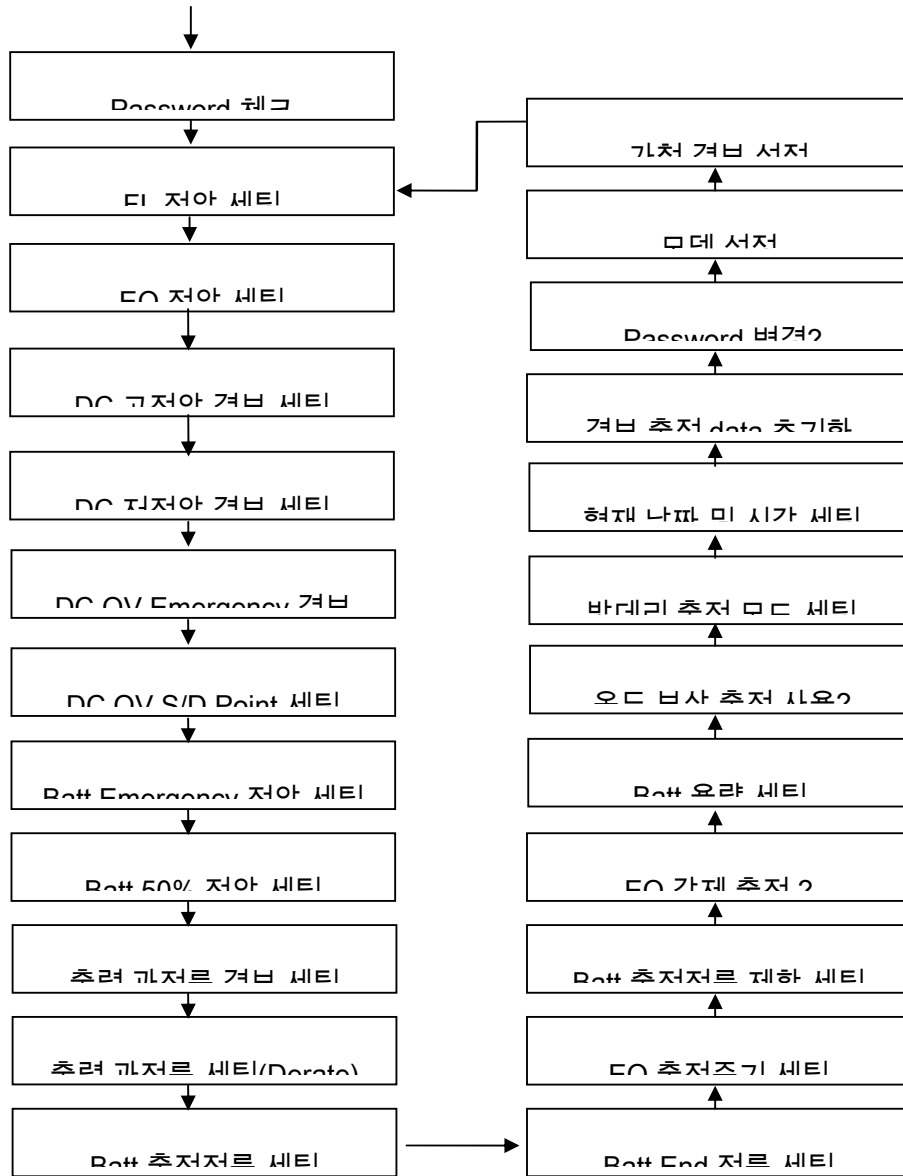 Password 체크
FL 전압 세팅
EQ 전압 세팅
DC 고전압 경보 세팅
DC 저전압 경보 세팅
DC OV Emergency 경보
DC OV S/D Point 세팅
Batt Emergency 전압 세팅
Batt 50% 전압 세팅
출력 과전류 경보 세팅
출력 과전류 세팅(Derate)
Batt 충전전류 세팅
가청 경보 설정
모델 설정
Password 변경?
경보 충전 data 초기화
현재 날짜 및 시간 세팅
밧데리 충전 모드 세팅
온도 보상 충전 사용?
Batt 용량 세팅
EQ 강제 충전 ?
Batt 충전전류 제한 세팅
EQ 충전주기 세팅
Batt End 전류 세팅